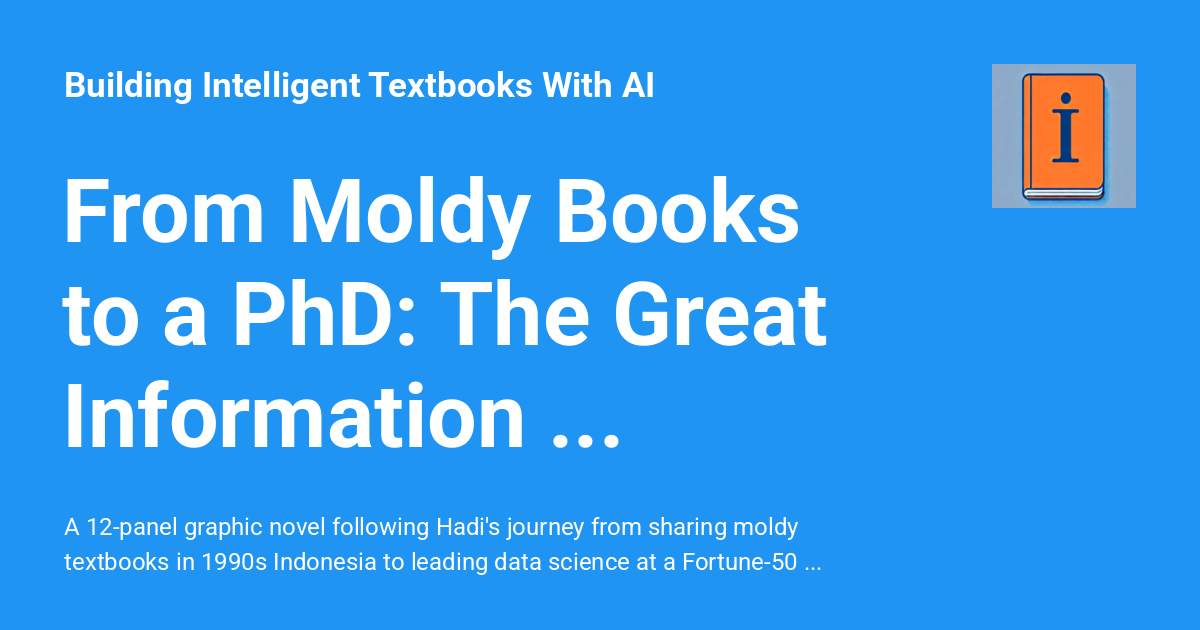 Building Intelligent Textbooks With AI
i
From Moldy Books
to a PhD: The Great
Information ...
A 12-panel graphic novel following Hadi's journey from sharing moldy
textbooks in 1990s Indonesia to leading data science at a Fortune-50 ...